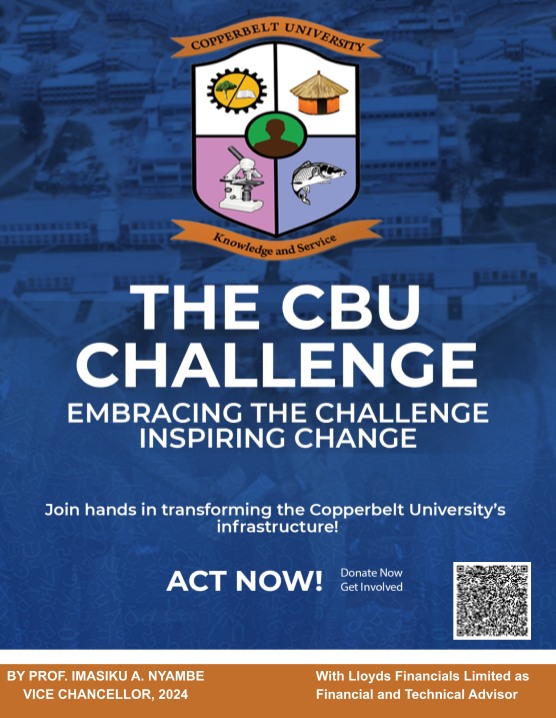 COPPERBELT UNIVERSITY
Knowledge and Service
THE CBU
CHALLENGE
EMBRACING THE CHALLENGE
INSPIRING CHANGE
Join hands in transforming the Copperbelt University’s
infrastructure!
ACT NOW!
Donate Now
Get Involved
BY PROF. IMASIKU A. NYAMBE
VICE CHANCELLOR, 2024
With Lloyds Financials Limited as
Financial and Technical Advisor